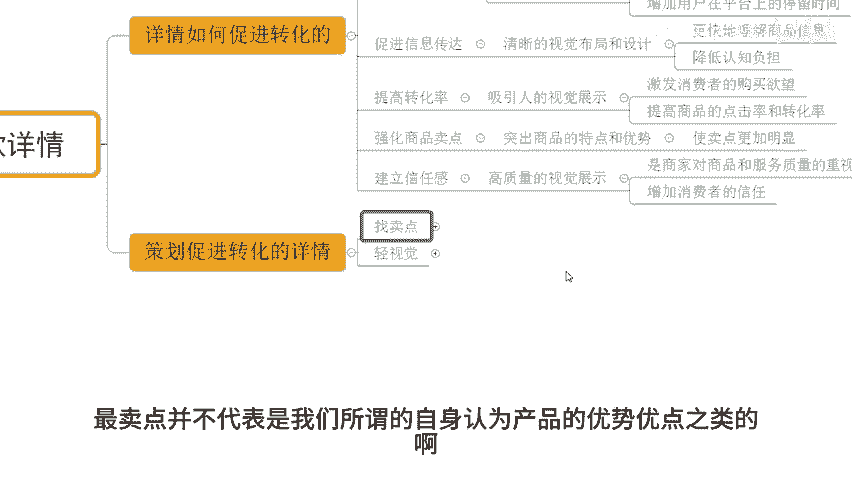 增加用户在平台上的停留时间
详情如何促进转化的
促进信息传达
清晰的视觉布局和设计
更快地理解商品信息
降低认知负担
提高转化率
吸引人的视觉展示
激发消费者的购买欲望
提高商品的点击率和转化率
强化商品卖点
突出商品的特点和优势
使卖点更加明显
建立信任感
高质量的视觉展示
是商家对商品和服务质量的重视
增加消费者的信任
款详情
策划促进转化的详情
找卖点
轻视觉
最卖点并不代表是我们所谓的自身认为产品的优势优点之类的
啊